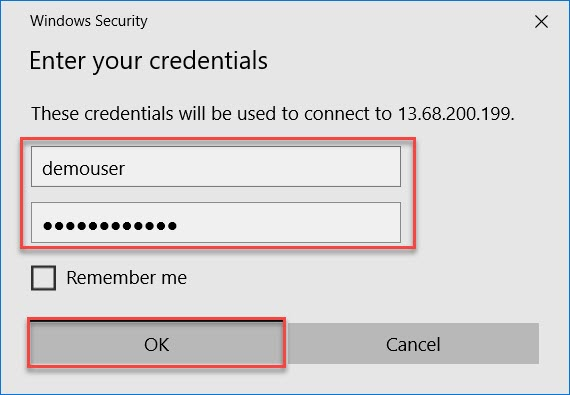 Windows Security
Enter your credentials
These credentials will be used to connect to 13.68.200.199.
demouser
●●●●●●●●●●●●
Remember me
OK
Cancel